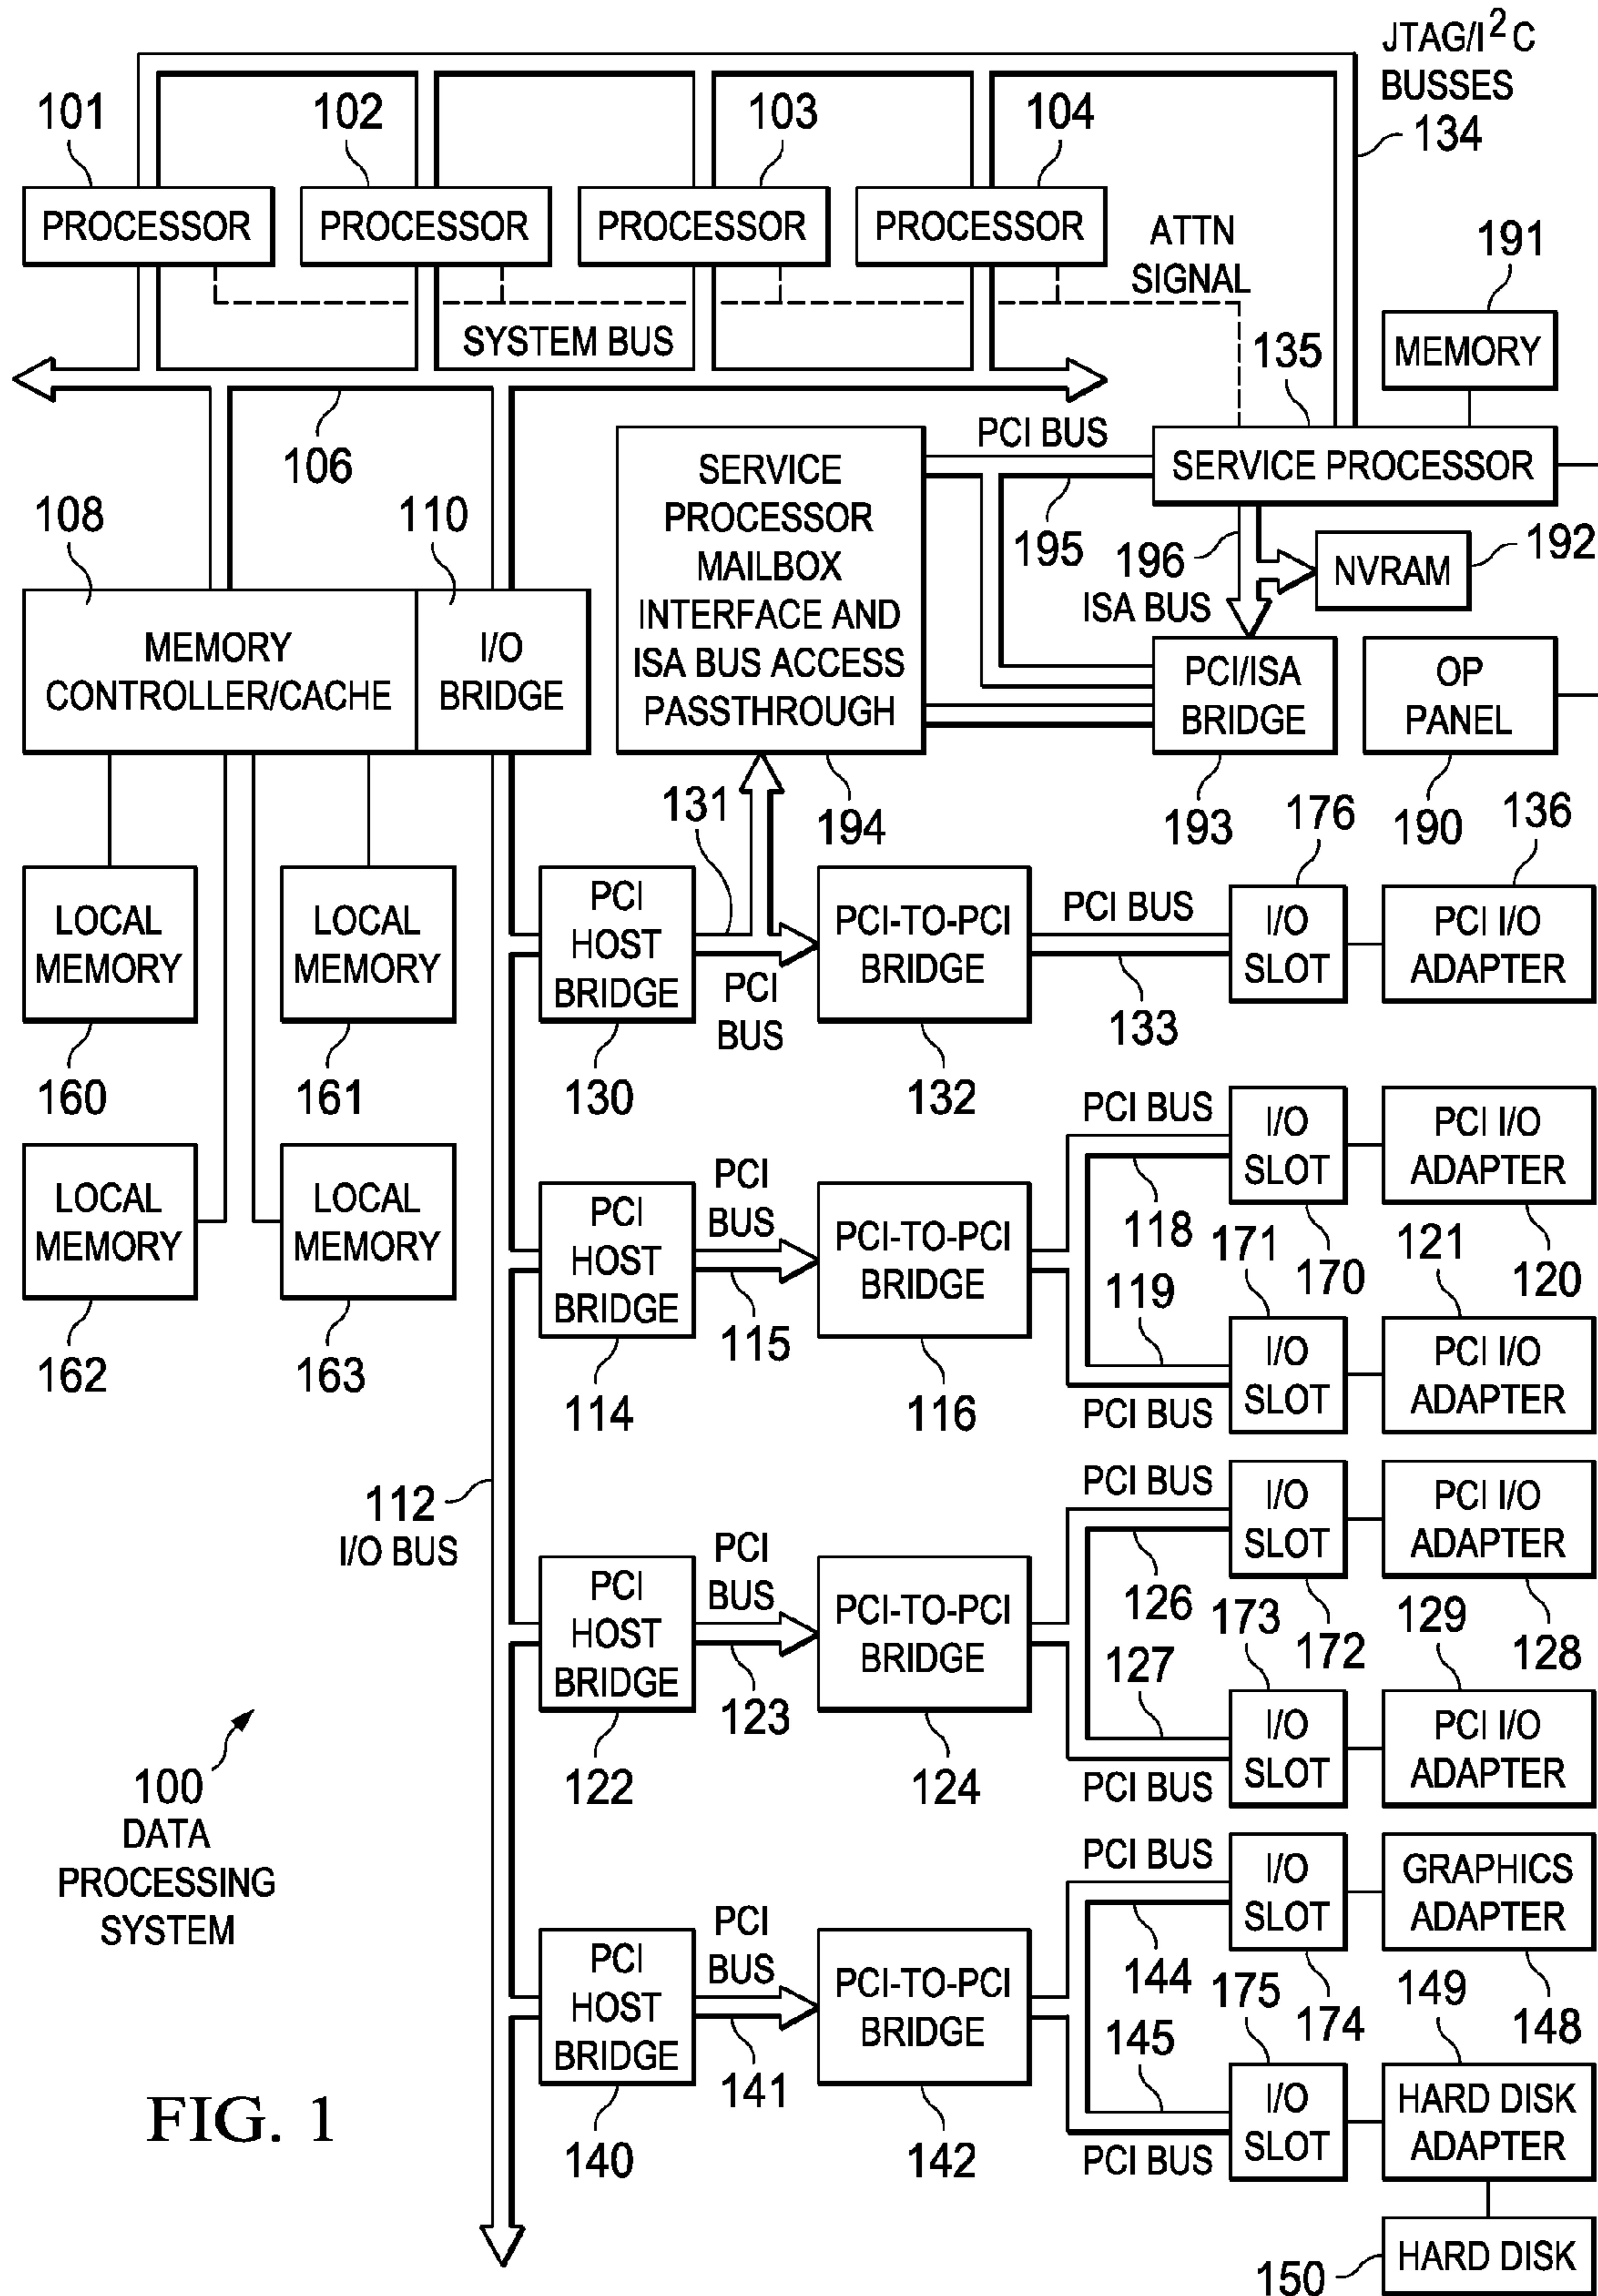 JTAG/I²C
BUSSES
134
101
102
103
104
PROCESSOR
PROCESSOR
PROCESSOR
PROCESSOR
ATTN
SIGNAL
191
MEMORY
SYSTEM BUS
135
106
PCI BUS
SERVICE PROCESSOR
195
196
ISA BUS
NVRAM
192
108
110
SERVICE
PROCESSOR
MAILBOX
INTERFACE AND
ISA BUS ACCESS
PASSTHROUGH
MEMORY
CONTROLLER/CACHE
I/O
BRIDGE
PCI/ISA
BRIDGE
OP
PANEL
131
194
193
176
190
136
LOCAL
MEMORY
LOCAL
MEMORY
PCI
HOST
BRIDGE
PCI
BUS
PCI-TO-PCI
BRIDGE
PCI BUS
133
I/O
SLOT
PCI I/O
ADAPTER
160
161
130
132
LOCAL
MEMORY
LOCAL
MEMORY
162
163
PCI
HOST
BRIDGE
PCI
BUS
115
PCI-TO-PCI
BRIDGE
PCI BUS
118
I/O
SLOT
PCI I/O
ADAPTER
119
171
170
121
120
I/O
SLOT
PCI I/O
ADAPTER
PCI BUS
114
116
112
I/O BUS
PCI
HOST
BRIDGE
PCI
BUS
123
PCI-TO-PCI
BRIDGE
PCI BUS
126
I/O
SLOT
PCI I/O
ADAPTER
127
173
172
129
128
I/O
SLOT
PCI I/O
ADAPTER
PCI BUS
122
124
100
DATA
PROCESSING
SYSTEM
PCI
HOST
BRIDGE
PCI
BUS
141
PCI-TO-PCI
BRIDGE
PCI BUS
144
I/O
SLOT
GRAPHICS
ADAPTER
145
175
174
149
148
I/O
SLOT
HARD DISK
ADAPTER
PCI BUS
140
142
150
HARD DISK
FIG. 1